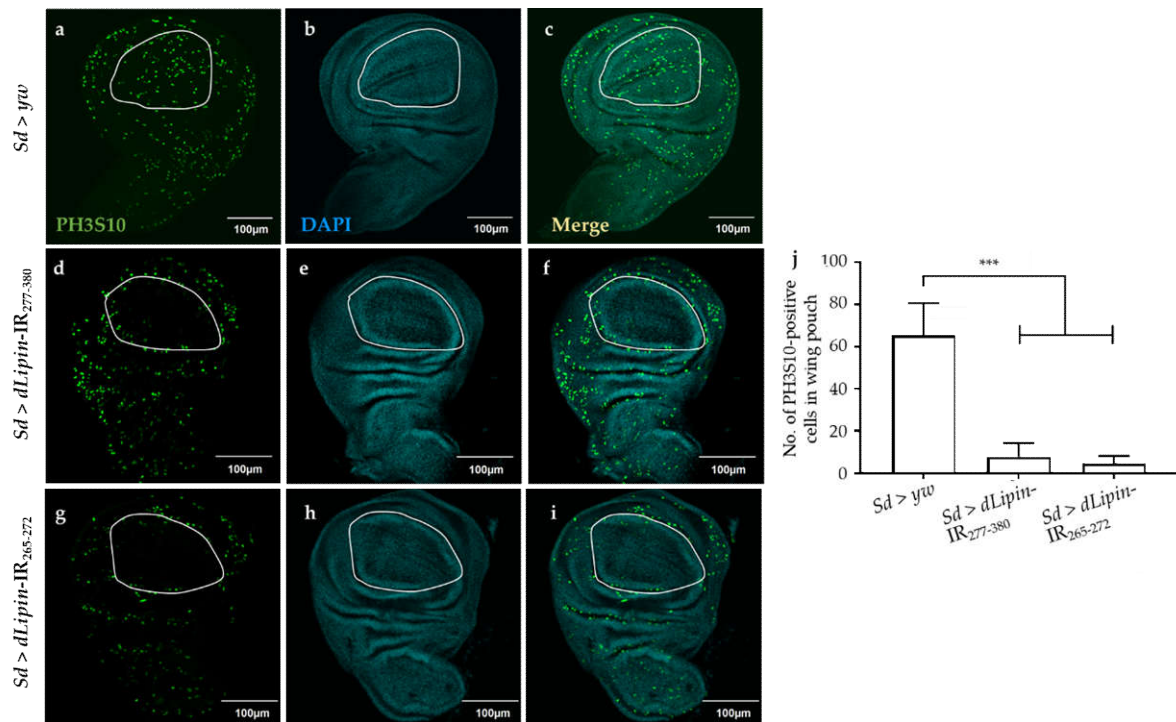 Sd > yw
a
PH3S10
100µm
b
DAPI
100µm
c
Merge
100µm
Sd > dLipin-IR277-380
d
100µm
e
100µm
f
100µm
Sd > dLipin-IR265-272
g
100µm
h
100µm
i
100µm
j
No. of PH3S10-positive
cells in wing pouch
100
80
60
40
20
0
***
Sd > yw
Sd > dLipin-
IR277-380
Sd > dLipin-
IR265-272